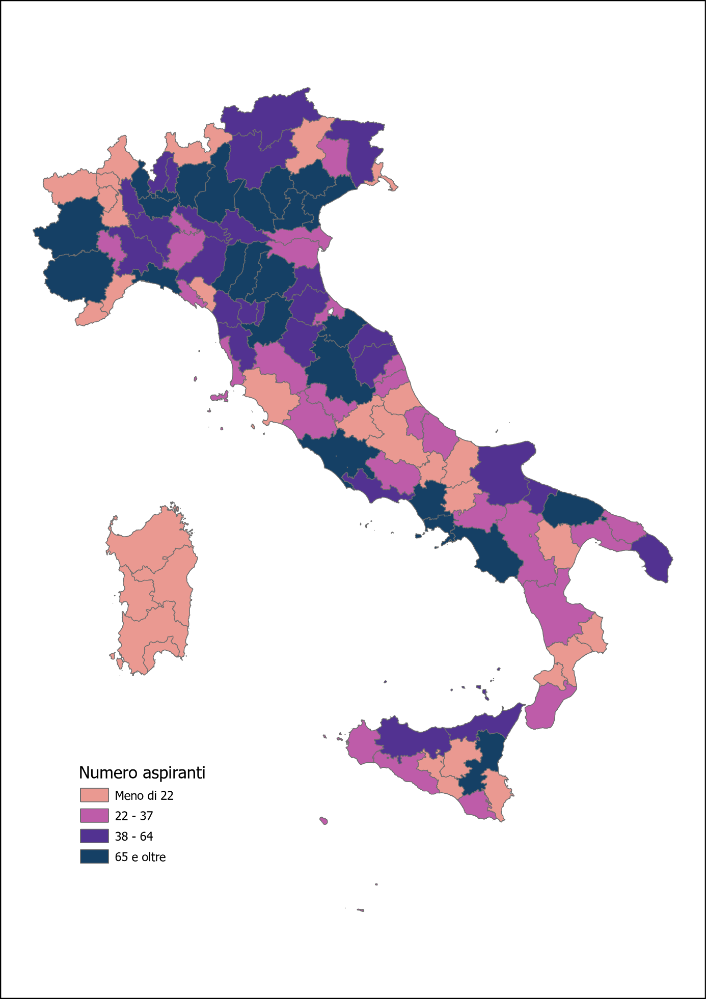 Numero aspiranti
Meno di 22
22 - 37
38 - 64
65 e oltre